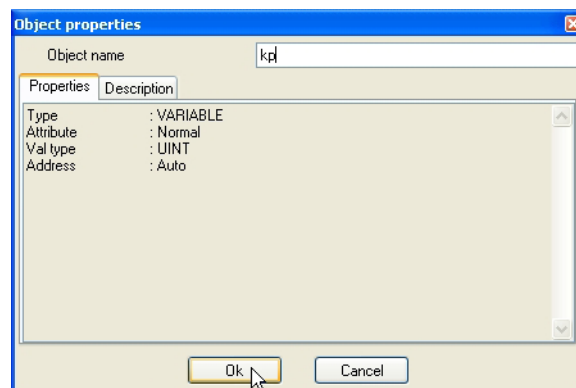 Object properties
Object name kp
Properties Description
Type : VARIABLE
Attribute : Normal
Val type : UINT
Address : Auto
Ok Cancel